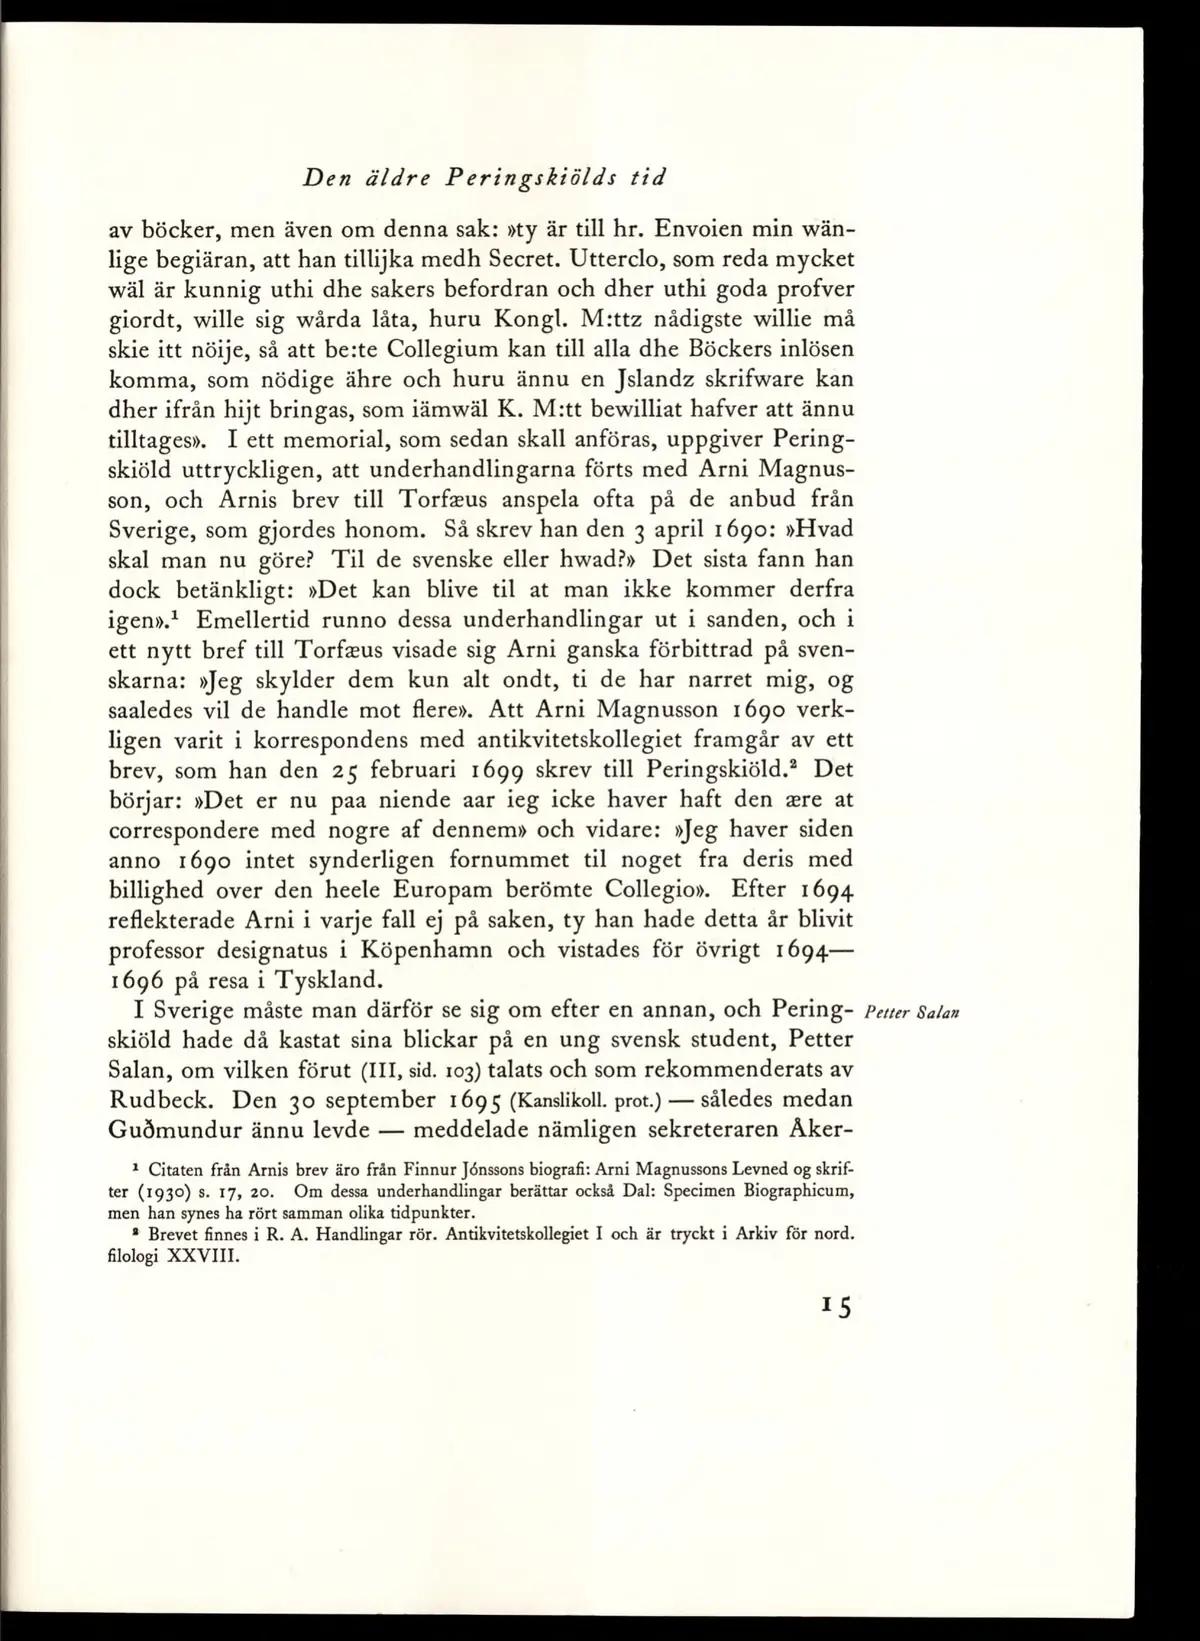 Den äldre Peringskiölds tid
av böcker, men även om denna sak: »ty är till hr. Envoien min wän-
lige begiäran, att han tillijka medh Secret. Utterclo, som reda mycket
wäl är kunnig uthi dhe sakers befordran och dher uthi goda profver
giordt, wille sig wårda låta, huru Kongl. M:ttz nådigste willie må
skie itt nöije, så att be:te Collegium kan till alla dhe Böckers inlösen
komma, som nödige ähre och huru ännu en Jslandz skrifware kan
dher ifrån hijt bringas, som iämwäl K. M:tt bewilliat hafver att ännu
tilltages». I ett memorial, som sedan skall anföras, uppgiver Pering-
skiöld uttryckligen, att underhandlingarna förts med Arni Magnus-
son, och Arnis brev till Torfæus anspela ofta på de anbud från
Sverige, som gjordes honom. Så skrev han den 3 april 1690: »Hvad
skal man nu göre? Til de svenske eller hwad?» Det sista fann han
dock betänkligt: »Det kan blive til at man ikke kommer derfra
igen».¹ Emellertid runno dessa underhandlingar ut i sanden, och i
ett nytt bref till Torfæus visade sig Arni ganska förbittrad på sven-
skarna: »Jeg skylder dem kun alt ondt, ti de har narret mig, og
saaledes vil de handle mot flere». Att Arni Magnusson 1690 verk-
ligen varit i korrespondens med antikvitetskollegiet framgår av ett
brev, som han den 25 februari 1699 skrev till Peringskiöld.² Det
börjar: »Det er nu paa niende aar ieg icke haver haft den ære at
correspondere med nogre af dennem» och vidare: »Jeg haver siden
anno 1690 intet synderligen fornummet til noget fra deris med
billighed over den heele Europam berömte Collegio». Efter 1694
reflekterade Arni i varje fall ej på saken, ty han hade detta år blivit
professor designatus i Köpenhamn och vistades för övrigt 1694—
1696 på resa i Tyskland.
I Sverige måste man därför se sig om efter en annan, och Pering-
Petter Salan
skiöld hade då kastat sina blickar på en ung svensk student, Petter
Salan, om vilken förut (III, sid. 103) talats och som rekommenderats av
Rudbeck. Den 30 september 1695 (Kanslikoll. prot.) — således medan
Guðmundur ännu levde — meddelade nämligen sekreteraren Åker-
¹ Citaten från Arnis brev äro från Finnur Jónssons biografi: Arni Magnussons Levned og skrif-
ter (1930) s. 17, 20. Om dessa underhandlingar berättar också Dal: Specimen Biographicum,
men han synes ha rört samman olika tidpunkter.
² Brevet finnes i R. A. Handlingar rör. Antikvitetskollegiet I och är tryckt i Arkiv för nord.
filologi XXVIII.
15